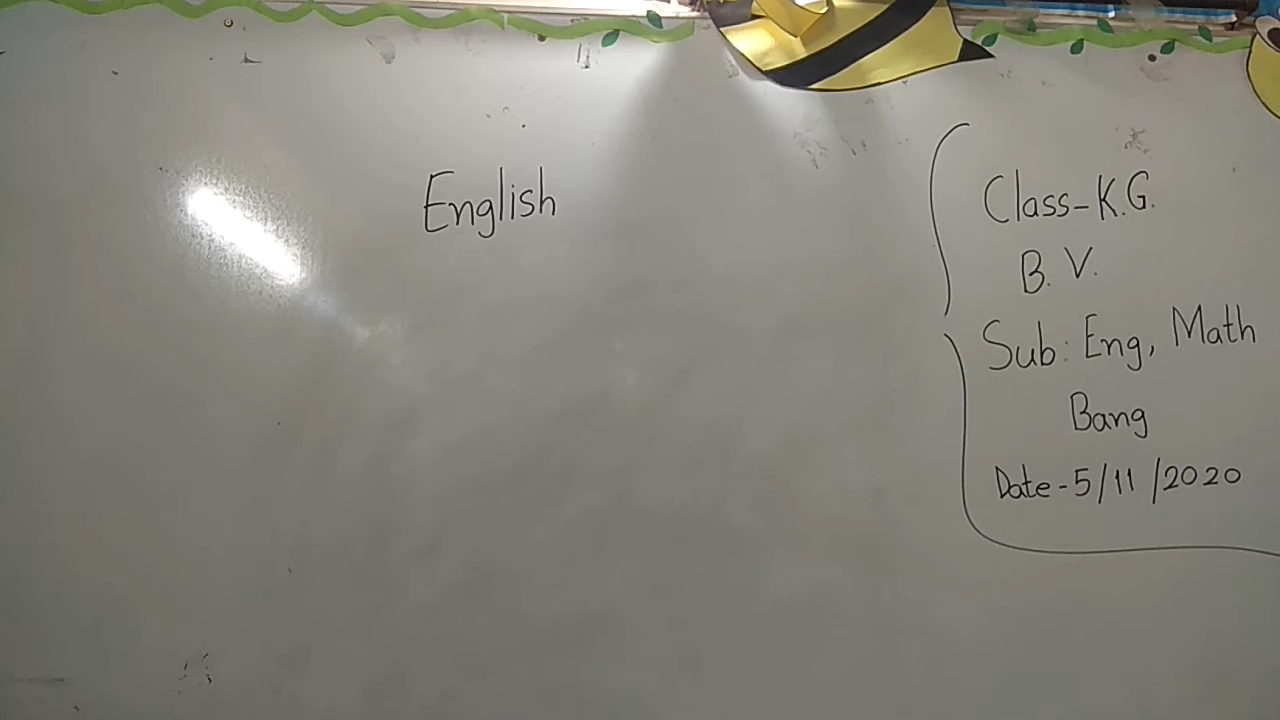 English
Class-K.G.
B.V.
Sub: Eng, Math
Bang
Date-5/11/2020